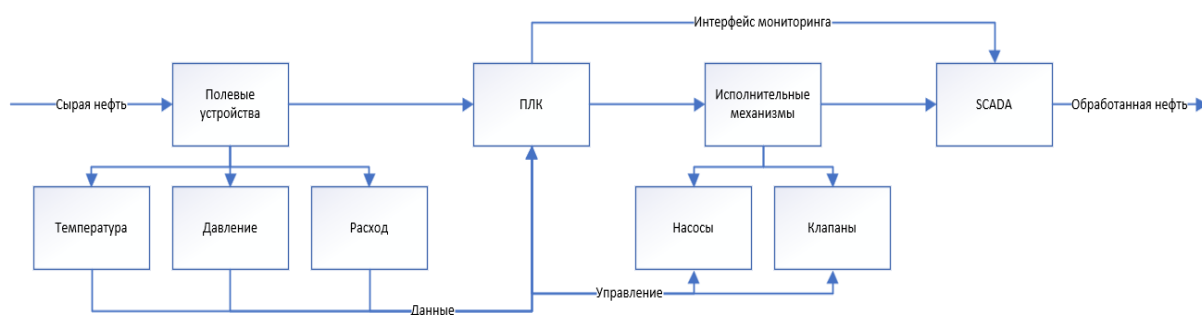 Интерфейс мониторинга
Сырая нефть
Полевые
устройства
ПЛК
Исполнительные
механизмы
SCADA
Обработанная нефть
Температура
Давление
Расход
Насосы
Клапаны
Управление
Данные